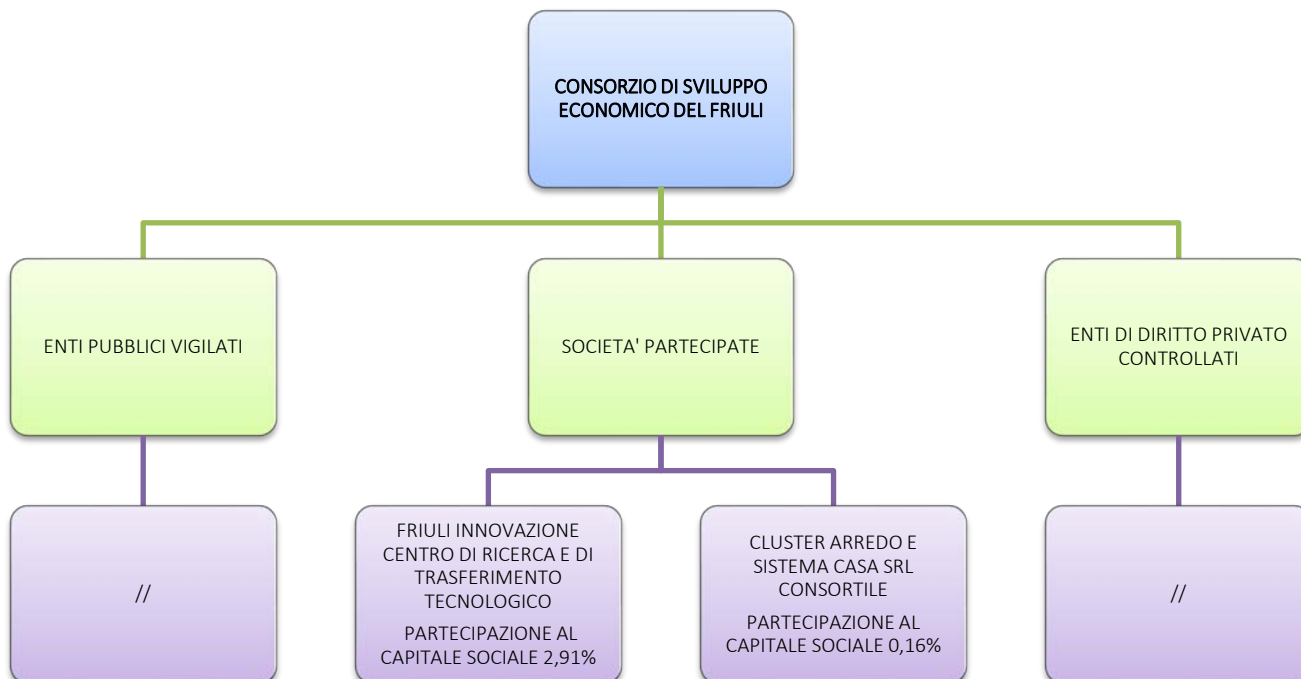 CONSORZIO DI SVILUPPO
ECONOMICO DEL FRIULI
ENTI PUBBLICI VIGILATI
SOCIETA' PARTECIPATE
ENTI DI DIRITTO PRIVATO
CONTROLLATI
//
FRIULI INNOVAZIONE
CENTRO DI RICERCA E DI
TRASFERIMENTO
TECNOLOGICO
PARTECIPAZIONE AL
CAPITALE SOCIALE 2,91%
CLUSTER ARREDO E
SISTEMA CASA SRL
CONSORTILE
PARTECIPAZIONE AL
CAPITALE SOCIALE 0,16%
//